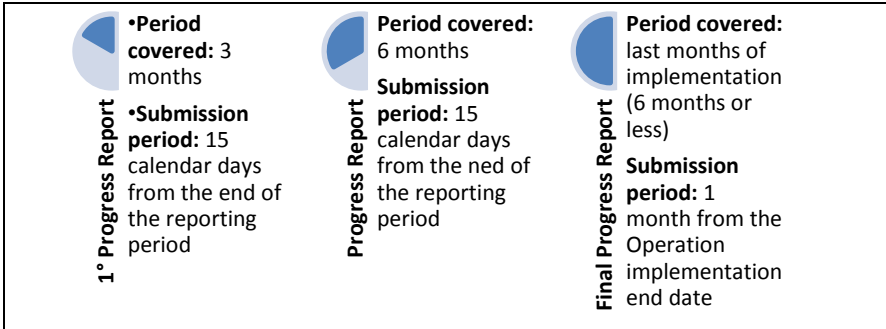 1° Progress Report
•Period
covered: 3
months
•Submission
period: 15
calendar days
from the end of
the reporting
period
Progress Report
Period covered:
6 months
Submission
period: 15
calendar days
from the ned of
the reporting
period
Final Progress Report
Period covered:
last months of
implementation
(6 months or
less)
Submission
period: 1
month from the
Operation
implementation
end date